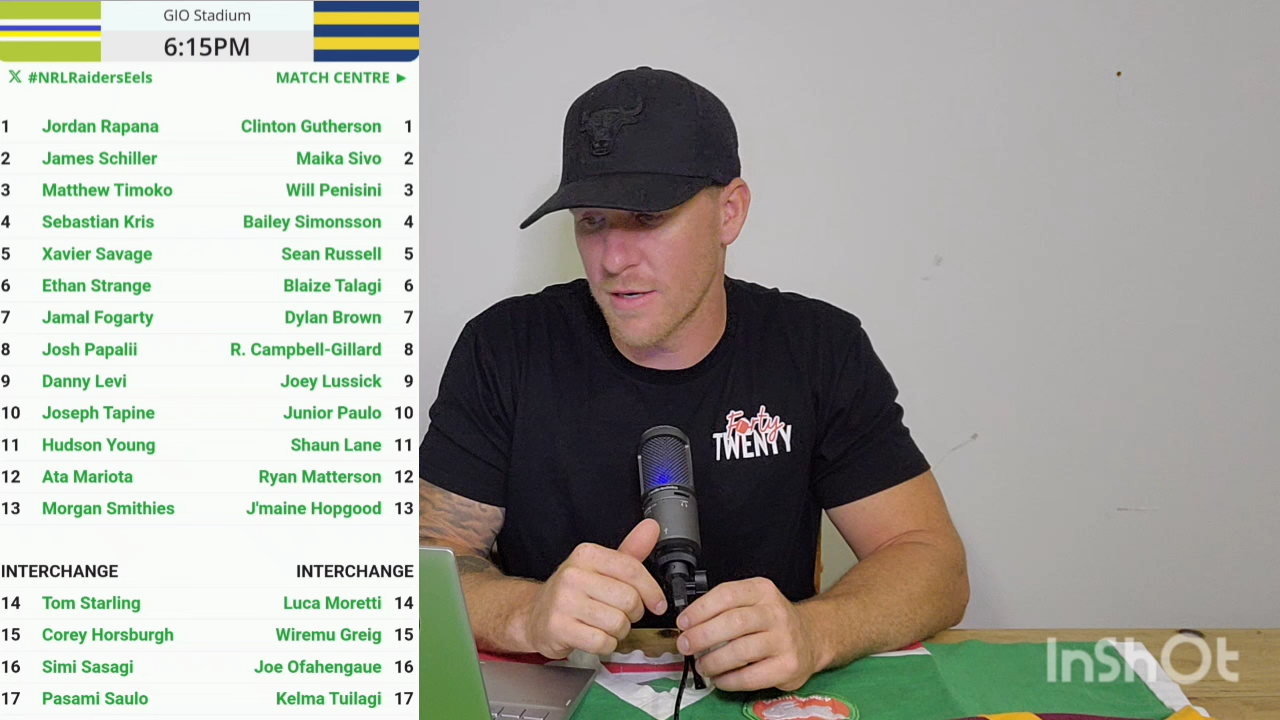 GIO Stadium
6:15PM
#NRLRaidersEels MATCH CENTRE ►
1 Jordan Rapana Clinton Gutherson 1
2 James Schiller Maika Sivo 2
3 Matthew Timoko Will Penisini 3
4 Sebastian Kris Bailey Simonsson 4
5 Xavier Savage Sean Russell 5
6 Ethan Strange Blaize Talagi 6
7 Jamal Fogarty Dylan Brown 7
8 Josh Papalii R. Campbell-Gillard 8
9 Danny Levi Joey Lussick 9
10 Joseph Tapine Junior Paulo 10
11 Hudson Young Shaun Lane 11
12 Ata Mariota Ryan Matterson 12
13 Morgan Smithies J'maine Hopgood 13
INTERCHANGE INTERCHANGE
14 Tom Starling Luca Moretti 14
15 Corey Horsburgh Wiremu Greig 15
16 Simi Sasagi Joe Ofahengaue 16
17 Pasami Saulo Kelma Tuilagi 17
Forty
TWENTY
InShOt